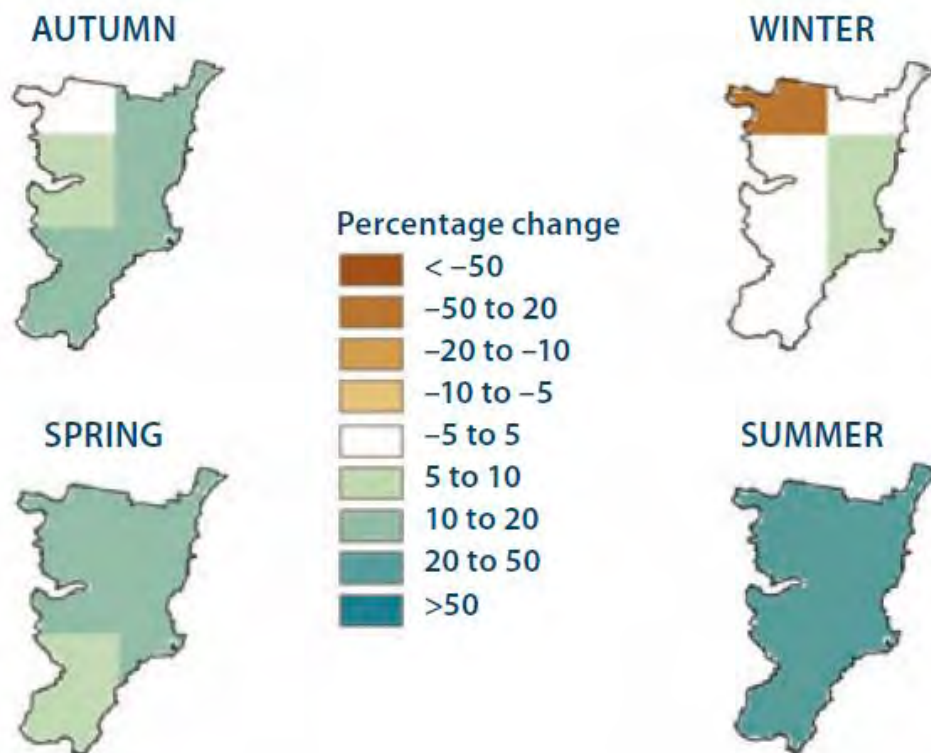 AUTUMN
WINTER
Percentage change
< –50
–50 to 20
–20 to –10
–10 to –5
–5 to 5
5 to 10
10 to 20
20 to 50
>50
SPRING
SUMMER